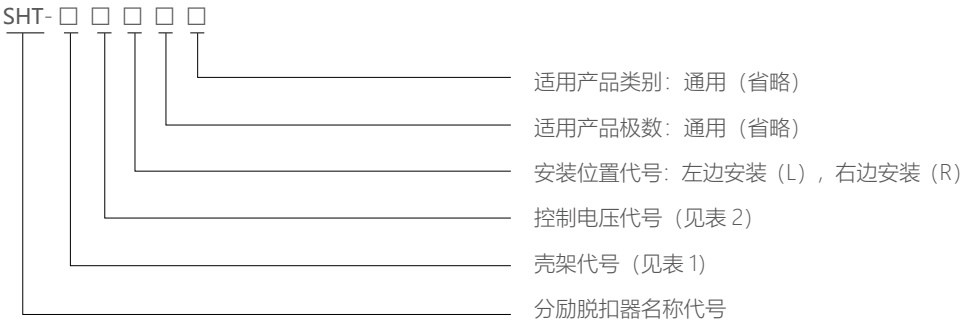 SHT-□ □ □ □ □
适用产品类别：通用（省略）
适用产品极数：通用（省略）
安装位置代号：左边安装（L），右边安装（R）
控制电压代号（见表 2）
壳架代号（见表 1）
分励脱扣器名称代号